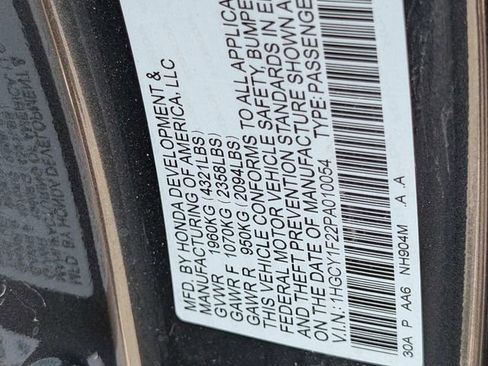 MFD BY HONDA DEVELOPMENT &
MANUFACTURING OF AMERICA, LLC
GVWR 1960KG (4321LBS)
GAWR F 1070KG (2358LBS)
GAWR R 950KG (2094LBS)
THIS VEHICLE CONFORMS TO ALL APPLICA
FEDERAL MOTOR VEHICLE SAFETY, BUMPE
AND THEFT PREVENTION STANDARDS IN E
ON THE DATE OF MANUFACTURE SHOWN A
V.I.N.: 1HGCY1F22PA010054 TYPE:PASSENGE
30A P AA6 NH904M A .A